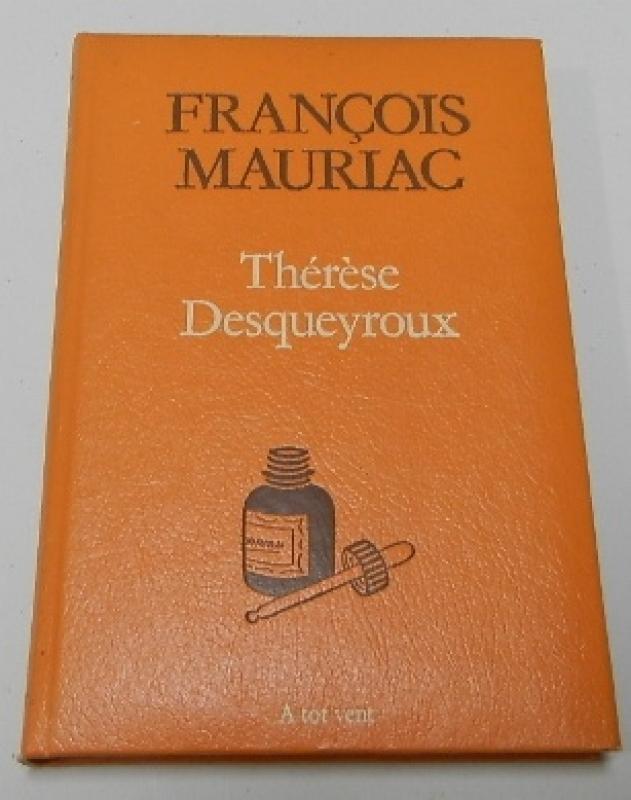 FRANÇOIS
MAURIAC
Thérèse
Desqueyroux
A tot vent